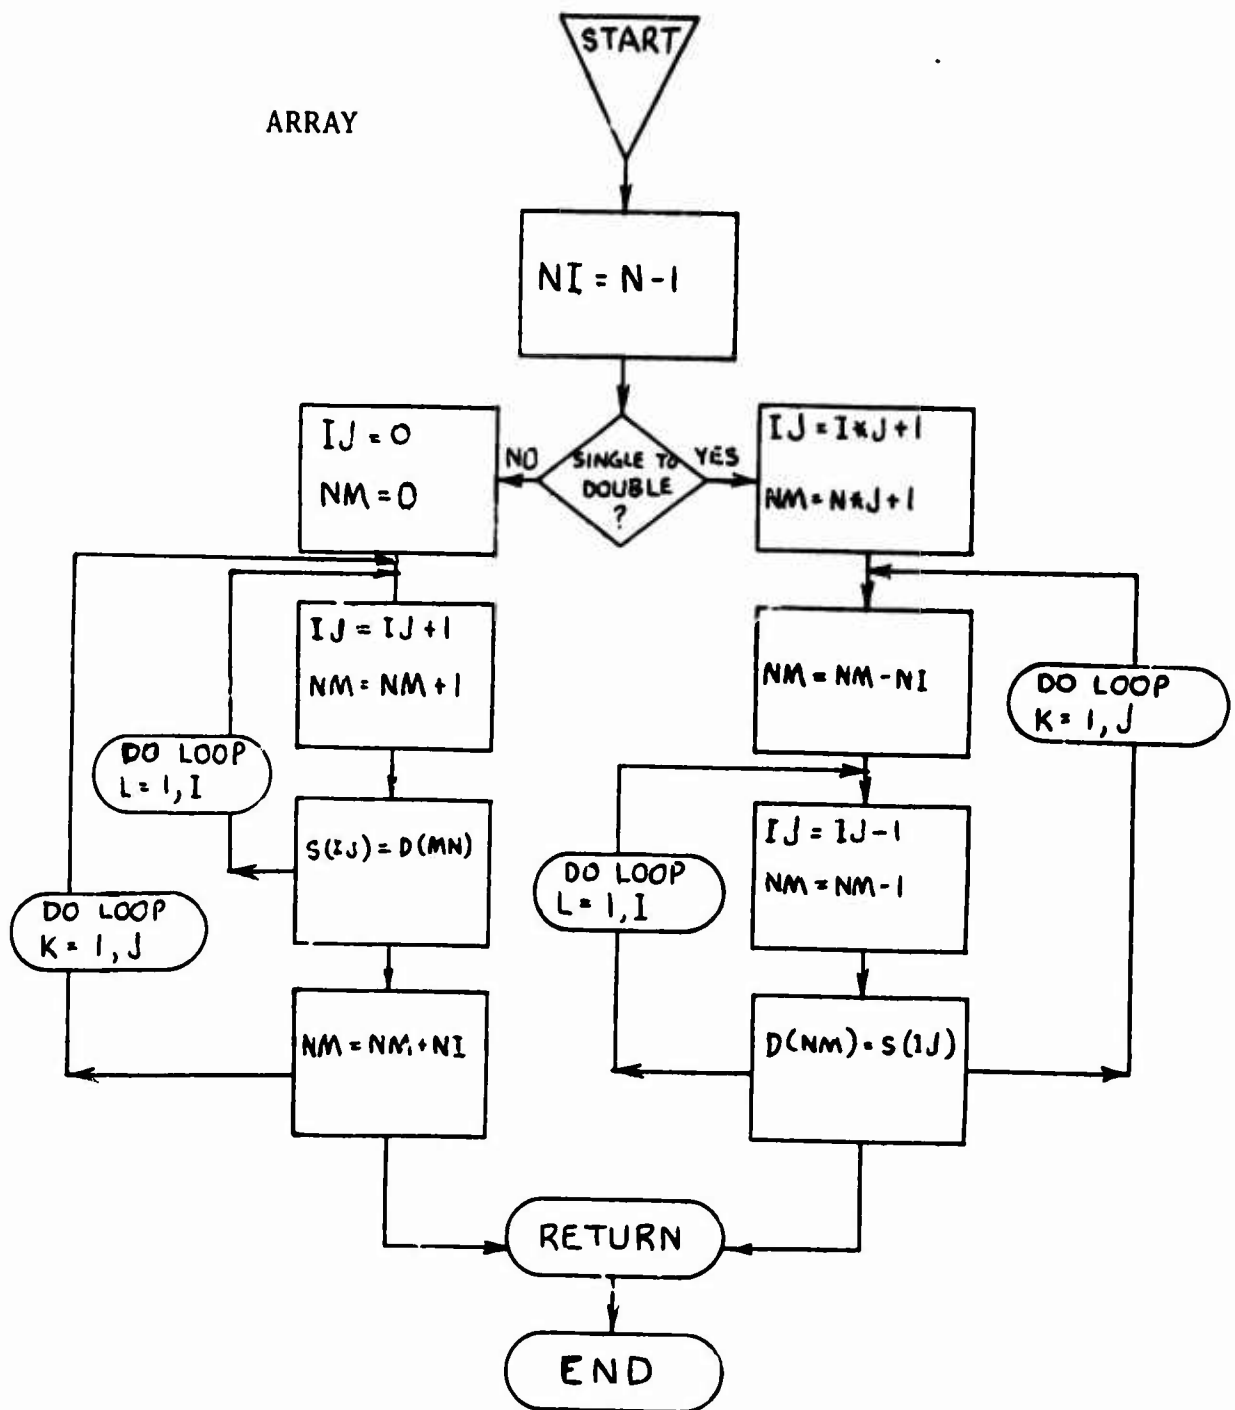 START
ARRAY
NI = N-1
IJ = 0
NM = 0
NO
SINGLE TO
DOUBLE
?
YES
IJ = I*J+1
NM = N*J+1
IJ = IJ+1
NM = NM+1
NM = NM-NI
DO LOOP
K = 1, J
DO LOOP
L = 1, I
S(IJ) = D(MN)
IJ = IJ-1
NM = NM-1
DO LOOP
L = 1, I
DO LOOP
K = 1, J
NM = NM+NI
D(NM) = S(IJ)
RETURN
END